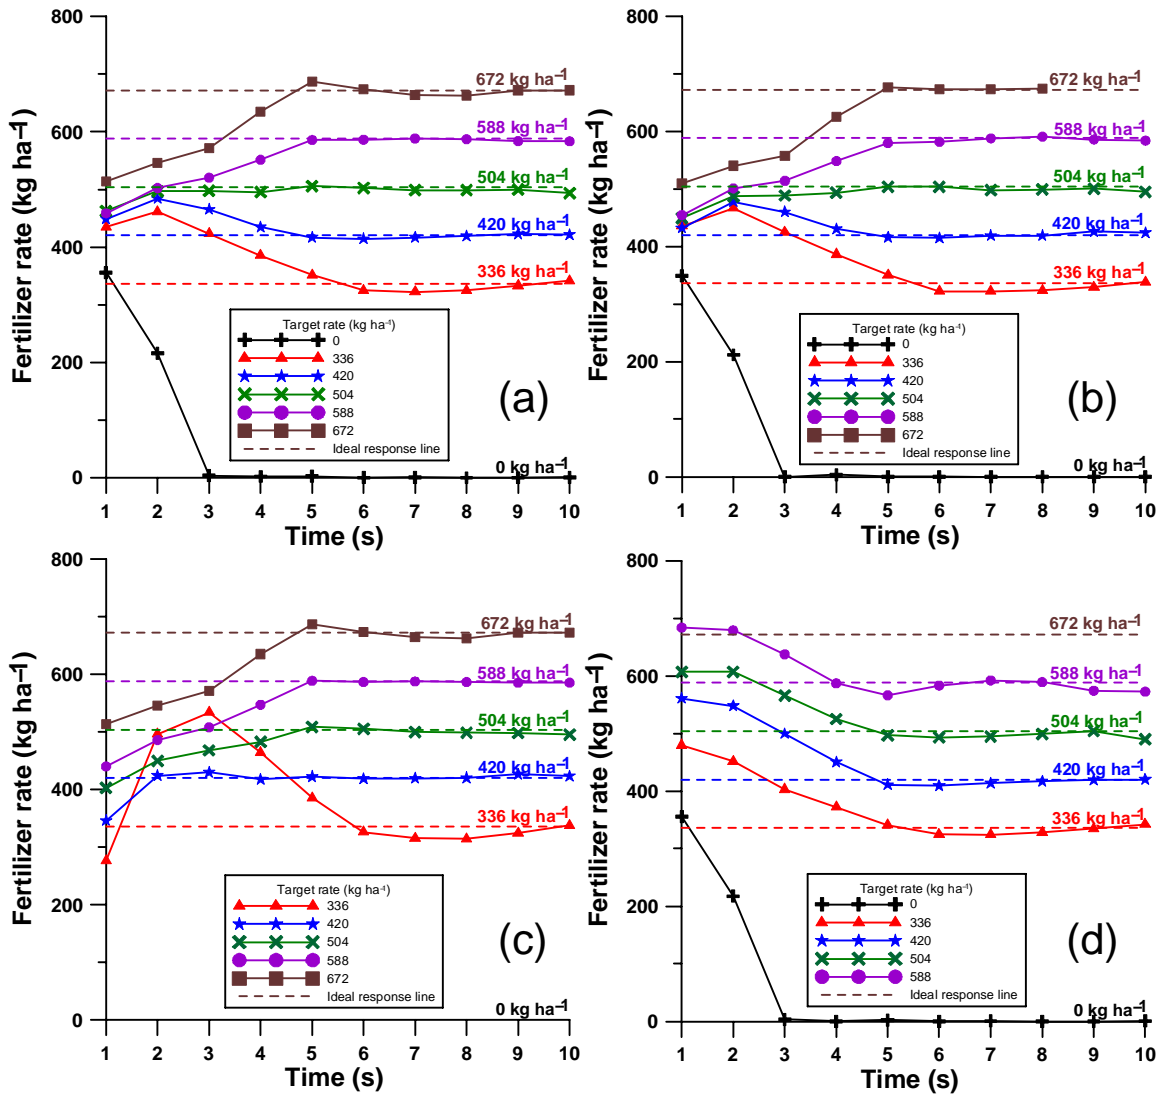 800
600
400
200
0
Fertilizer rate (kg ha⁻¹)
672 kg ha⁻¹
588 kg ha⁻¹
504 kg ha⁻¹
420 kg ha⁻¹
336 kg ha⁻¹
0 kg ha⁻¹
Target rate (kg ha⁻¹)
0
336
420
504
588
672
Ideal response line
(a)
1 2 3 4 5 6 7 8 9 10
Time (s)
800
600
400
200
0
Fertilizer rate (kg ha⁻¹)
672 kg ha⁻¹
588 kg ha⁻¹
504 kg ha⁻¹
420 kg ha⁻¹
336 kg ha⁻¹
0 kg ha⁻¹
Target rate (kg ha⁻¹)
0
336
420
504
588
672
Ideal response line
(b)
1 2 3 4 5 6 7 8 9 10
Time (s)
800
600
400
200
0
Fertilizer rate (kg ha⁻¹)
672 kg ha⁻¹
588 kg ha⁻¹
504 kg ha⁻¹
420 kg ha⁻¹
336 kg ha⁻¹
0 kg ha⁻¹
Target rate (kg ha⁻¹)
336
420
504
588
672
Ideal response line
(c)
1 2 3 4 5 6 7 8 9 10
Time (s)
800
600
400
200
0
Fertilizer rate (kg ha⁻¹)
672 kg ha⁻¹
588 kg ha⁻¹
504 kg ha⁻¹
420 kg ha⁻¹
336 kg ha⁻¹
0 kg ha⁻¹
Target rate (kg ha⁻¹)
0
336
420
504
588
Ideal response line
(d)
1 2 3 4 5 6 7 8 9 10
Time (s)